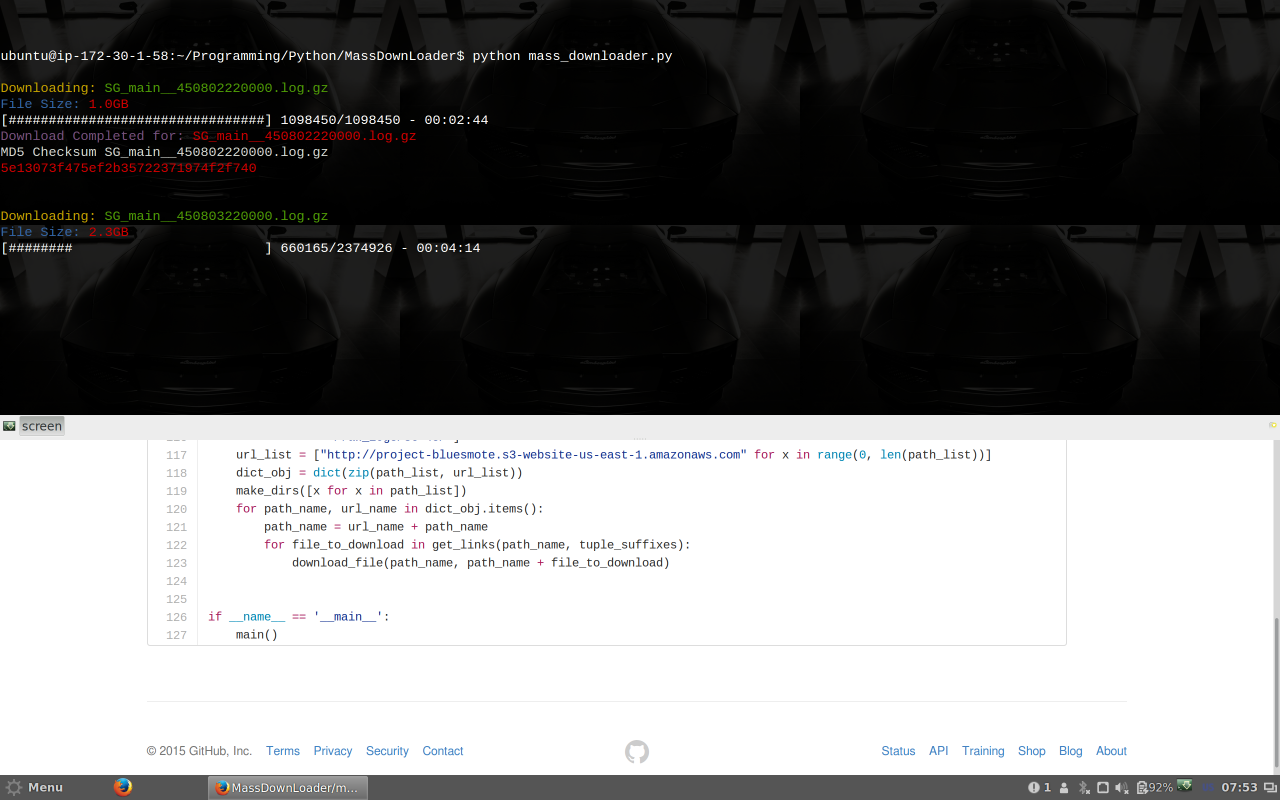 ubuntu@ip-172-30-1-58:~/Programming/Python/MassDownLoader$ python mass_downloader.py
Downloading: SG_main__450802220000.log.gz
File Size: 1.0GB
[################################] 1098450/1098450 - 00:02:44
Download Completed for: SG_main__450802220000.log.gz
MD5 Checksum SG_main__450802220000.log.gz
5e13073f475ef2b35722371974f2f740
Downloading: SG_main__450803220000.log.gz
File Size: 2.3GB
[########                        ] 660165/2374926 - 00:04:14
screen
117 url_list = ["http://project-bluesmote.s3-website-us-east-1.amazonaws.com" for x in range(0, len(path_list))]
118 dict_obj = dict(zip(path_list, url_list))
119 make_dirs([x for x in path_list])
120 for path_name, url_name in dict_obj.items():
121 path_name = url_name + path_name
122 for file_to_download in get_links(path_name, tuple_suffixes):
123 download_file(path_name, path_name + file_to_download)
124
125
126 if __name__ == '__main__':
127 main()
© 2015 GitHub, Inc. Terms Privacy Security Contact Status API Training Shop Blog About
Menu MassDownLoader/m... 1 92% 07:53